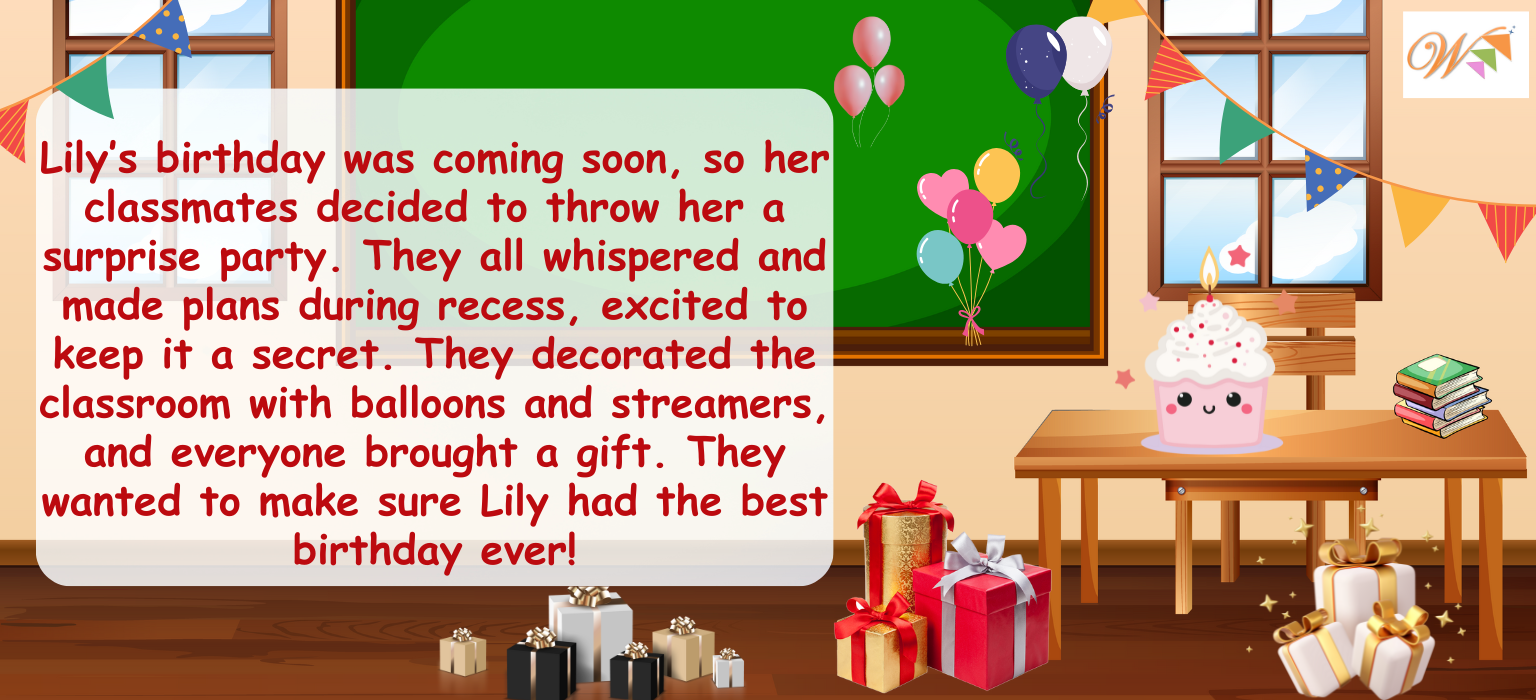 Lily's birthday was coming soon, so her
classmates decided to throw her a
surprise party. They all whispered and
made plans during recess, excited to
keep it a secret. They decorated the
classroom with balloons and streamers,
and everyone brought a gift. They
wanted to make sure Lily had the best
birthday ever!
W